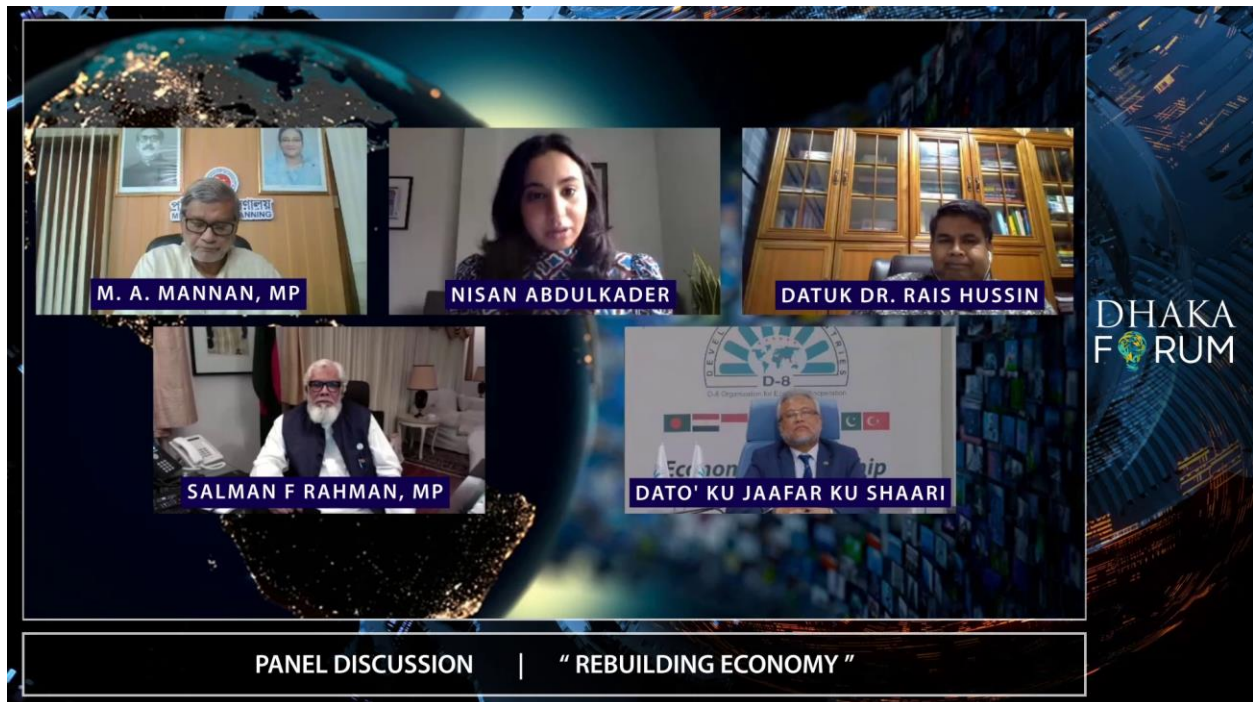 M. A. MANNAN, MP
NISAN ABDULKADER
DATUK DR. RAIS HUSSIN
SALMAN F RAHMAN, MP
D-8
DATO' KU JAAFAR KU SHAARI
DHAKA
FORUM
PANEL DISCUSSION | “ REBUILDING ECONOMY ”